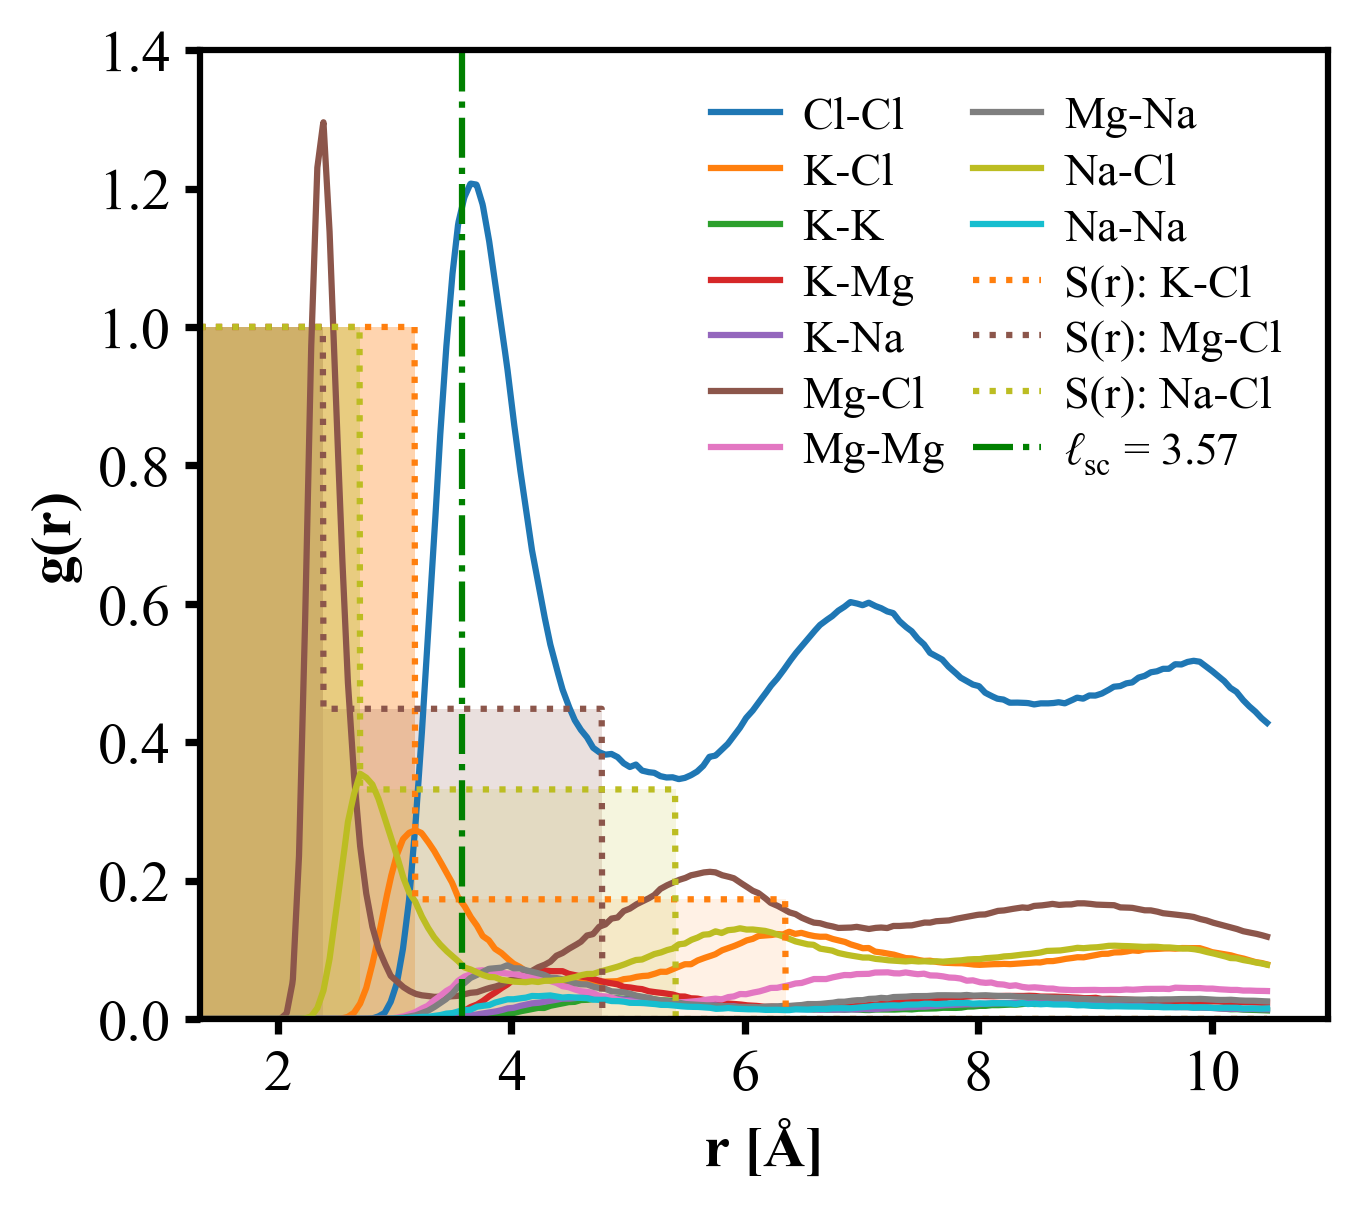 1.4
1.2
1.0
0.8
0.6
0.4
0.2
0.0
g(r)
2 4 6 8 10
r [Å]
Cl-Cl
K-Cl
K-K
K-Mg
K-Na
Mg-Cl
Mg-Mg
Mg-Na
Na-Cl
Na-Na
S(r): K-Cl
S(r): Mg-Cl
S(r): Na-Cl
ℓsc = 3.57